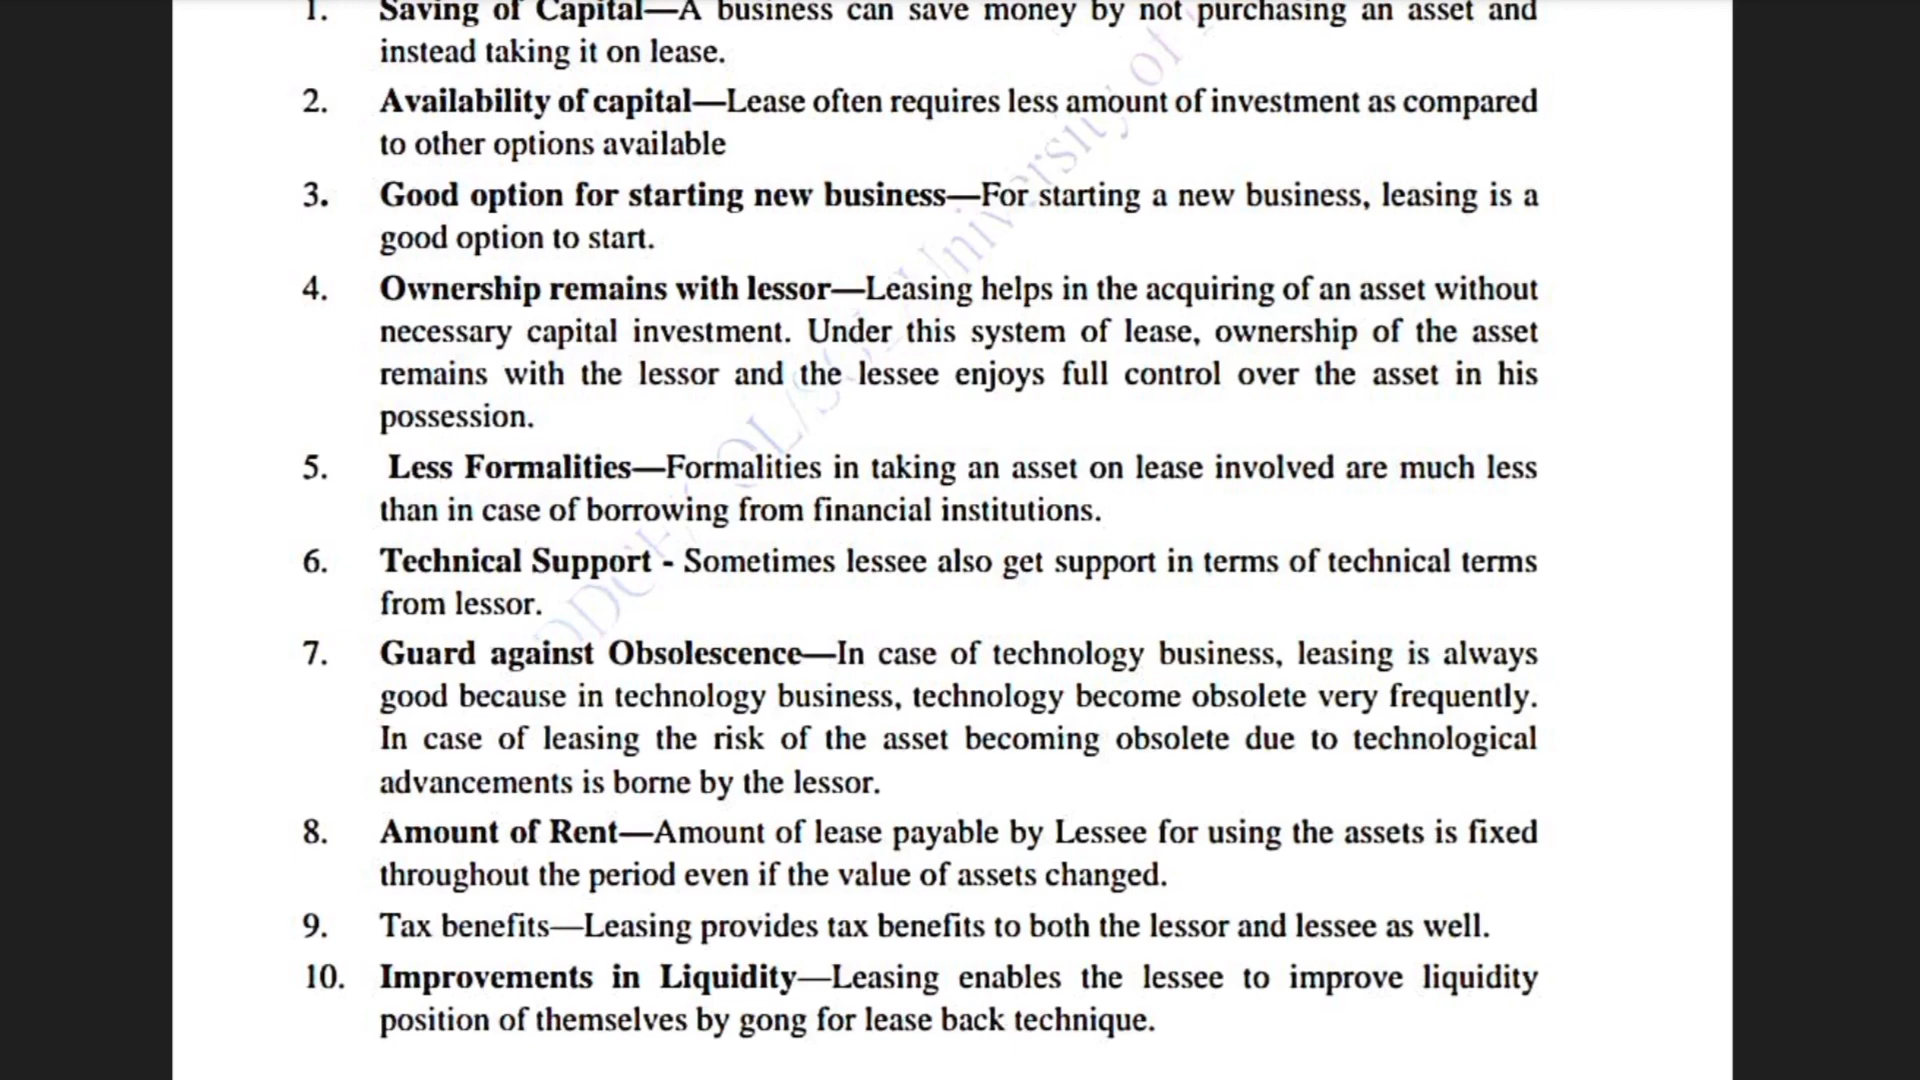 1. Saving of Capital—A business can save money by not purchasing an asset and
instead taking it on lease.
2. Availability of capital—Lease often requires less amount of investment as compared
to other options available
3. Good option for starting new business—For starting a new business, leasing is a
good option to start.
4. Ownership remains with lessor—Leasing helps in the acquiring of an asset without
necessary capital investment. Under this system of lease, ownership of the asset
remains with the lessor and the lessee enjoys full control over the asset in his
possession.
5. Less Formalities—Formalities in taking an asset on lease involved are much less
than in case of borrowing from financial institutions.
6. Technical Support - Sometimes lessee also get support in terms of technical terms
from lessor.
7. Guard against Obsolescence—In case of technology business, leasing is always
good because in technology business, technology become obsolete very frequently.
In case of leasing the risk of the asset becoming obsolete due to technological
advancements is borne by the lessor.
8. Amount of Rent—Amount of lease payable by Lessee for using the assets is fixed
throughout the period even if the value of assets changed.
9. Tax benefits—Leasing provides tax benefits to both the lessor and lessee as well.
10. Improvements in Liquidity—Leasing enables the lessee to improve liquidity
position of themselves by gong for lease back technique.
University of